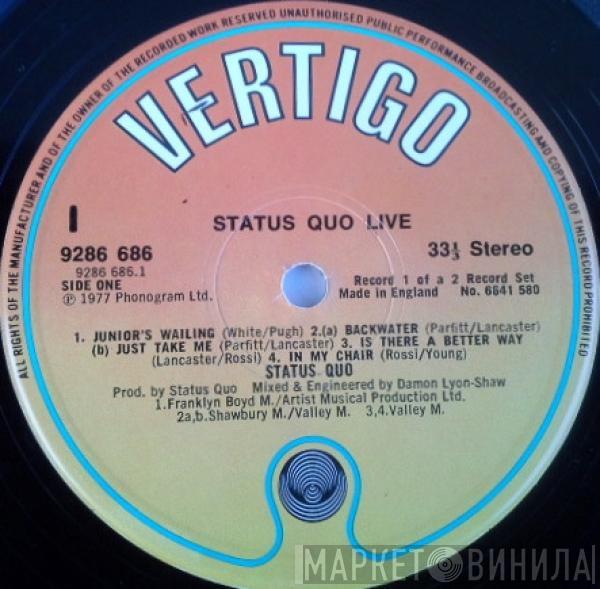 ALL RIGHTS OF THE MANUFACTURER AND OF THE OWNER OF THE RECORDED WORK RESERVED UNAUTHORISED PUBLIC PERFORMANCE BROADCASTING AND COPYING OF THIS RECORD PROHIBITED
VERTIGO
I
STATUS QUO LIVE
9286 686
33⅓ Stereo
9286 686.1
SIDE ONE
℗ 1977 Phonogram Ltd.
Record 1 of a 2 Record Set
Made in England No. 6641 580
1. JUNIOR'S WAILING (White/Pugh) 2.(a) BACKWATER (Parfitt/Lancaster)
(b) JUST TAKE ME (Parfitt/Lancaster) 3. IS THERE A BETTER WAY
(Lancaster/Rossi) 4. IN MY CHAIR (Rossi/Young)
STATUS QUO
Prod. by Status Quo Mixed & Engineered by Damon Lyon-Shaw
1.Franklyn Boyd M./Artist Musical Production Ltd.
2a,b.Shawbury M./Valley M. 3,4.Valley M.
МАРКЕТ ВИНИЛА